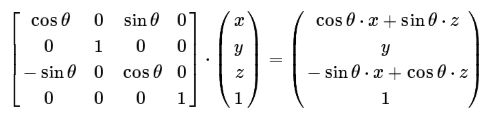 cos θ 0 sin θ 0 x cos θ · x + sin θ · z
0 1 0 0 · y = y
− sin θ 0 cos θ 0 z − sin θ · x + cos θ · z
0 0 0 1 1 1